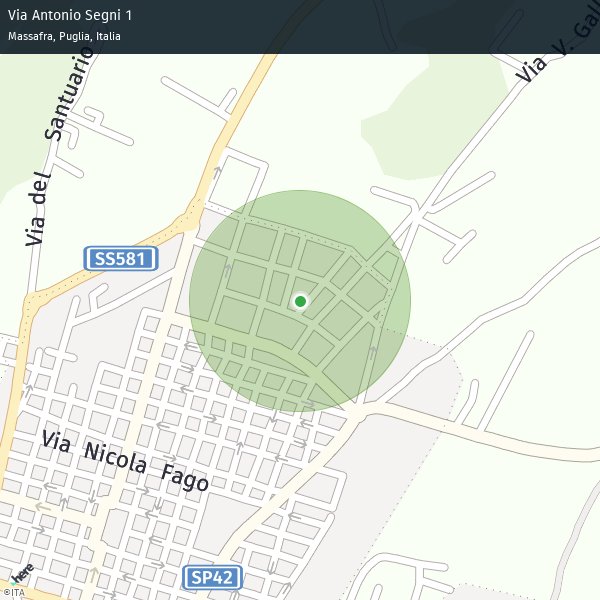 Via Antonio Segni 1
Massafra, Puglia, Italia
Via V. Gall
Via del Santuario
SS581
Via Nicola Fago
SP42
here
©ITA